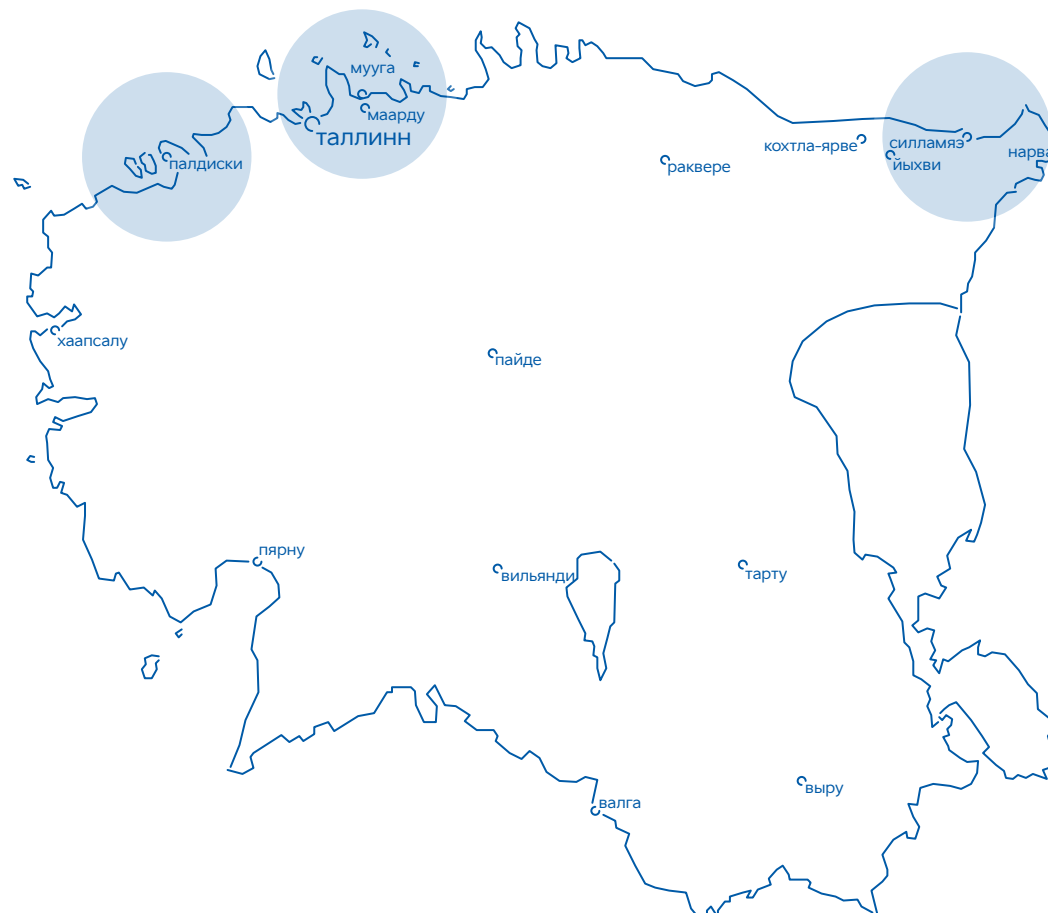 мууга
маарду
таллинн
палдиски
кохтла-ярве
силламяэ
йыхви
нарва
раквере
хаапсалу
пайде
пярну
вильянди
тарту
выру
валга